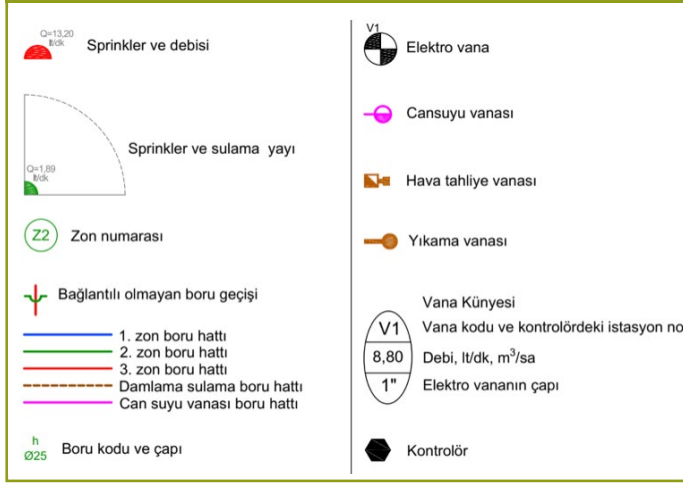 Q=13,20
lt/dk
Sprinkler ve debisi
Sprinkler ve sulama yayı
Q=1,89
lt/dk
Z2
Zon numarası
Bağlantılı olmayan boru geçişi
1. zon boru hattı
2. zon boru hattı
3. zon boru hattı
Damlama sulama boru hattı
Can suyu vanası boru hattı
h
Ø25
Boru kodu ve çapı
V1
Elektro vana
Cansuyu vanası
Hava tahliye vanası
Yıkama vanası
Vana Künyesi
V1 Vana kodu ve kontrolördeki istasyon no
8,80 Debi, lt/dk, m³/sa
1" Elektro vananın çapı
Kontrolör